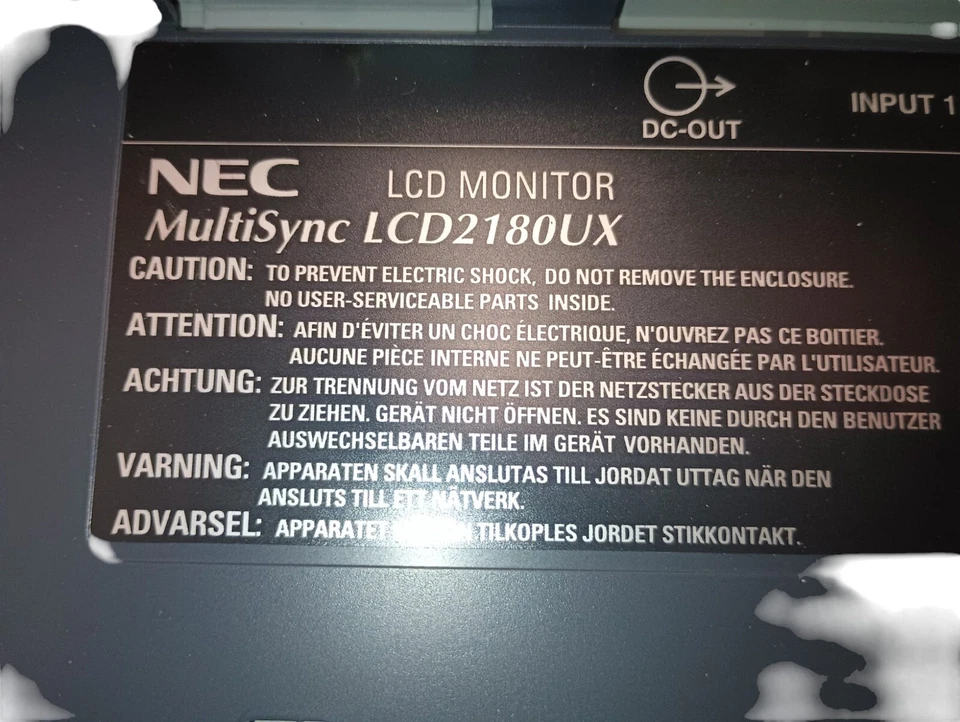 DC-OUT
INPUT 1
NEC LCD MONITOR
MultiSync LCD2180UX
CAUTION: TO PREVENT ELECTRIC SHOCK, DO NOT REMOVE THE ENCLOSURE.
NO USER-SERVICEABLE PARTS INSIDE.
ATTENTION: AFIN D'ÉVITER UN CHOC ÉLECTRIQUE, N'OUVREZ PAS CE BOITIER.
AUCUNE PIÈCE INTERNE NE PEUT-ÊTRE ÉCHANGÉE PAR L'UTILISATEUR.
ACHTUNG: ZUR TRENNUNG VOM NETZ IST DER NETZSTECKER AUS DER STECKDOSE
ZU ZIEHEN. GERÄT NICHT ÖFFNEN. ES SIND KEINE DURCH DEN BENUTZER
AUSWECHSELBAREN TEILE IM GERÄT VORHANDEN.
VARNING: APPARATEN SKALL ANSLUTAS TILL JORDAT UTTAG NÄR DEN
ANSLUTS TILL ETT NÄTVERK.
ADVARSEL: APPARATET TILKOPLES JORDET STIKKONTAKT.